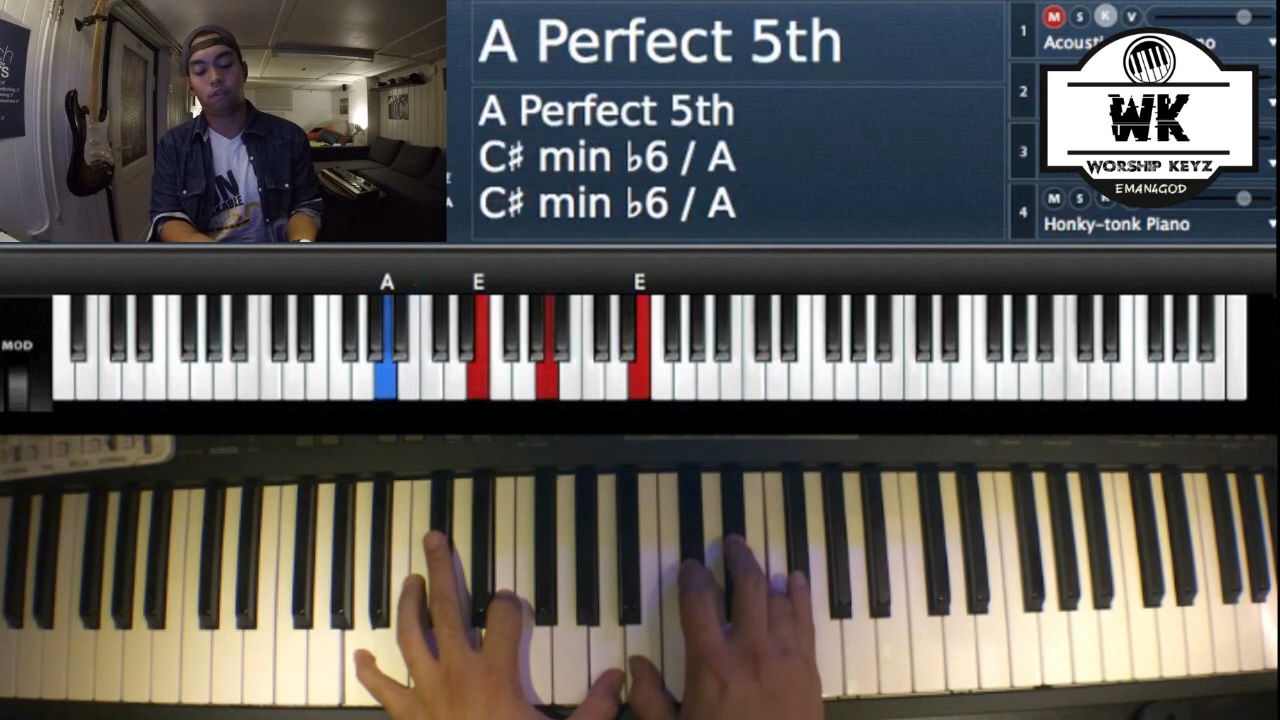 A Perfect 5th
A Perfect 5th
C♯ min ♭6 / A
C♯ min ♭6 / A
1
2
3
4
M S K V
M S
Honky-tonk Piano
WK
WORSHIP KEYZ
EMAN4GOD
A E E
MOD